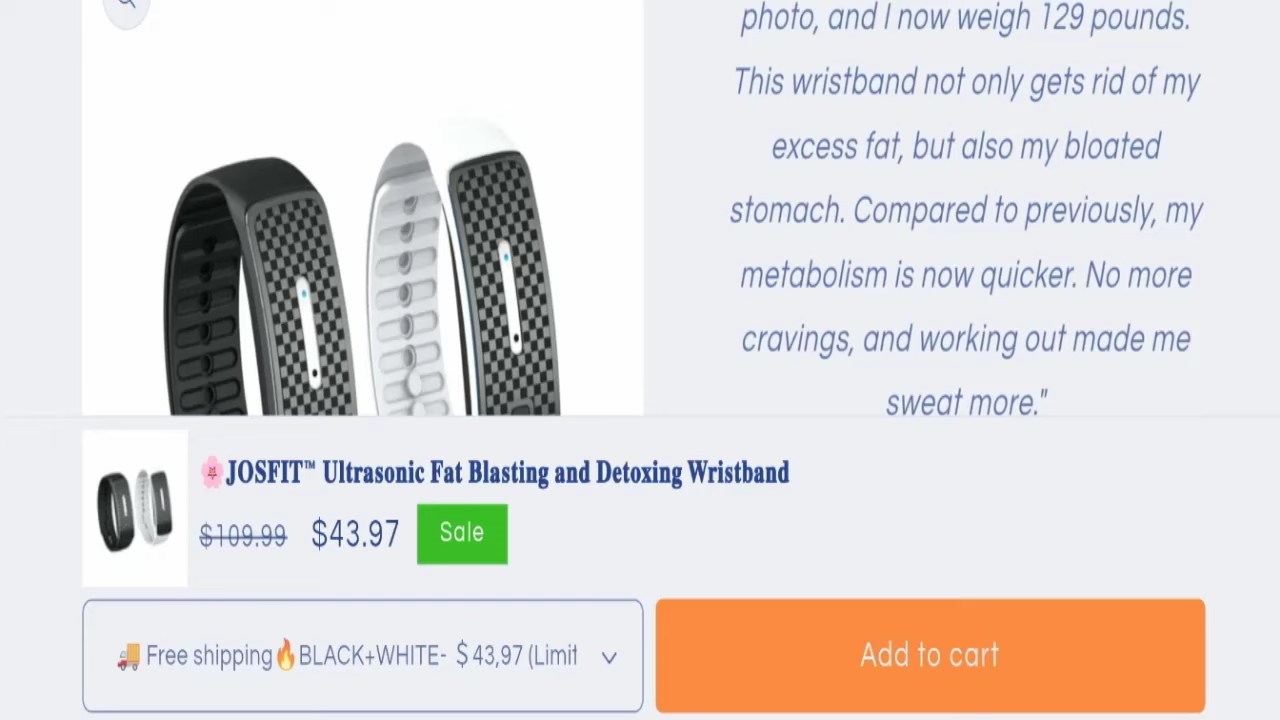 photo, and I now weigh 129 pounds.
This wristband not only gets rid of my
excess fat, but also my bloated
stomach. Compared to previously, my
metabolism is now quicker. No more
cravings, and working out made me
sweat more."
🌸JOSFIT™ Ultrasonic Fat Blasting and Detoxing Wristband
$109.99 $43.97 Sale
🚚 Free shipping🔥BLACK+WHITE- $43,97 (Limit
Add to cart